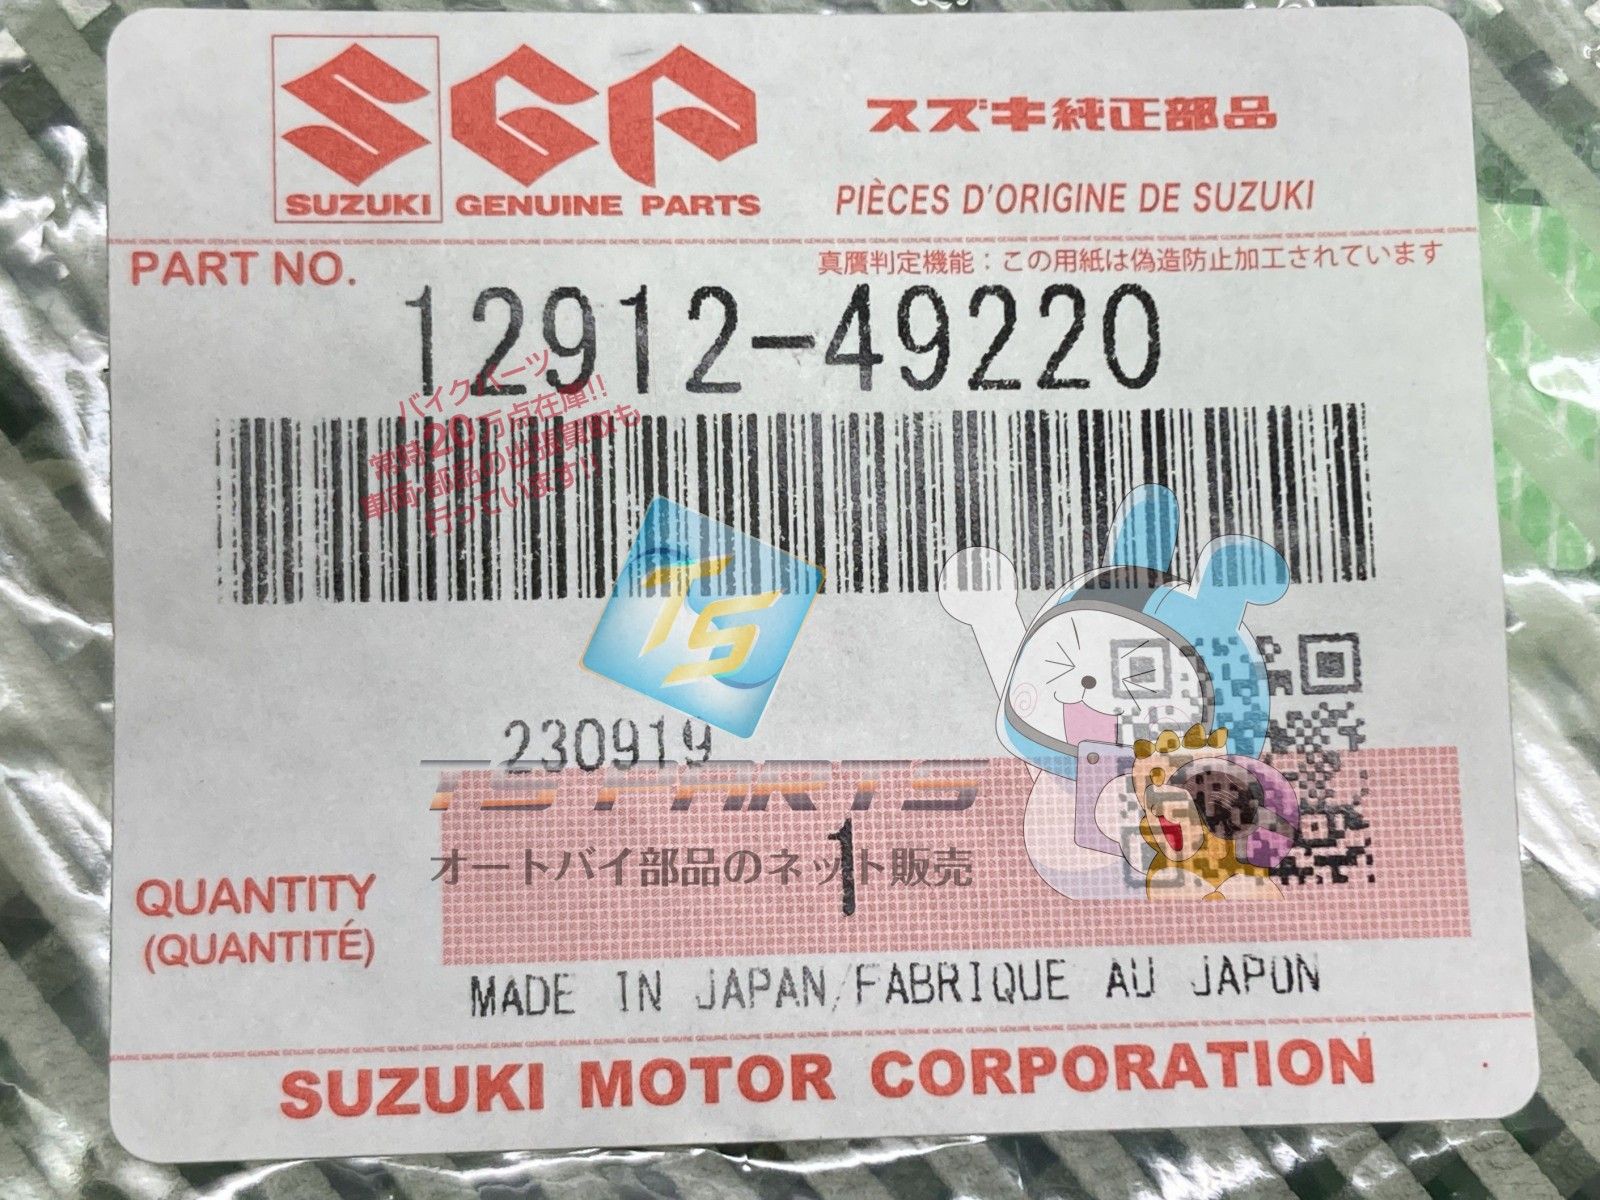 SUZUKI
GENUINE PARTS
スズキ純正部品
PIÈCES D'ORIGINE DE SUZUKI
PART NO.
真贋判定機能：この用紙は偽造防止加工されています
12912-49220
バイクパーツ
常時20万点在庫!!
車両・部品の出張買取も
行っています!!
TS
230919
TS PARTS
オートバイ部品のネット販売
1
QUANTITY
(QUANTITÉ)
MADE IN JAPAN/FABRIQUE AU JAPON
SUZUKI MOTOR CORPORATION